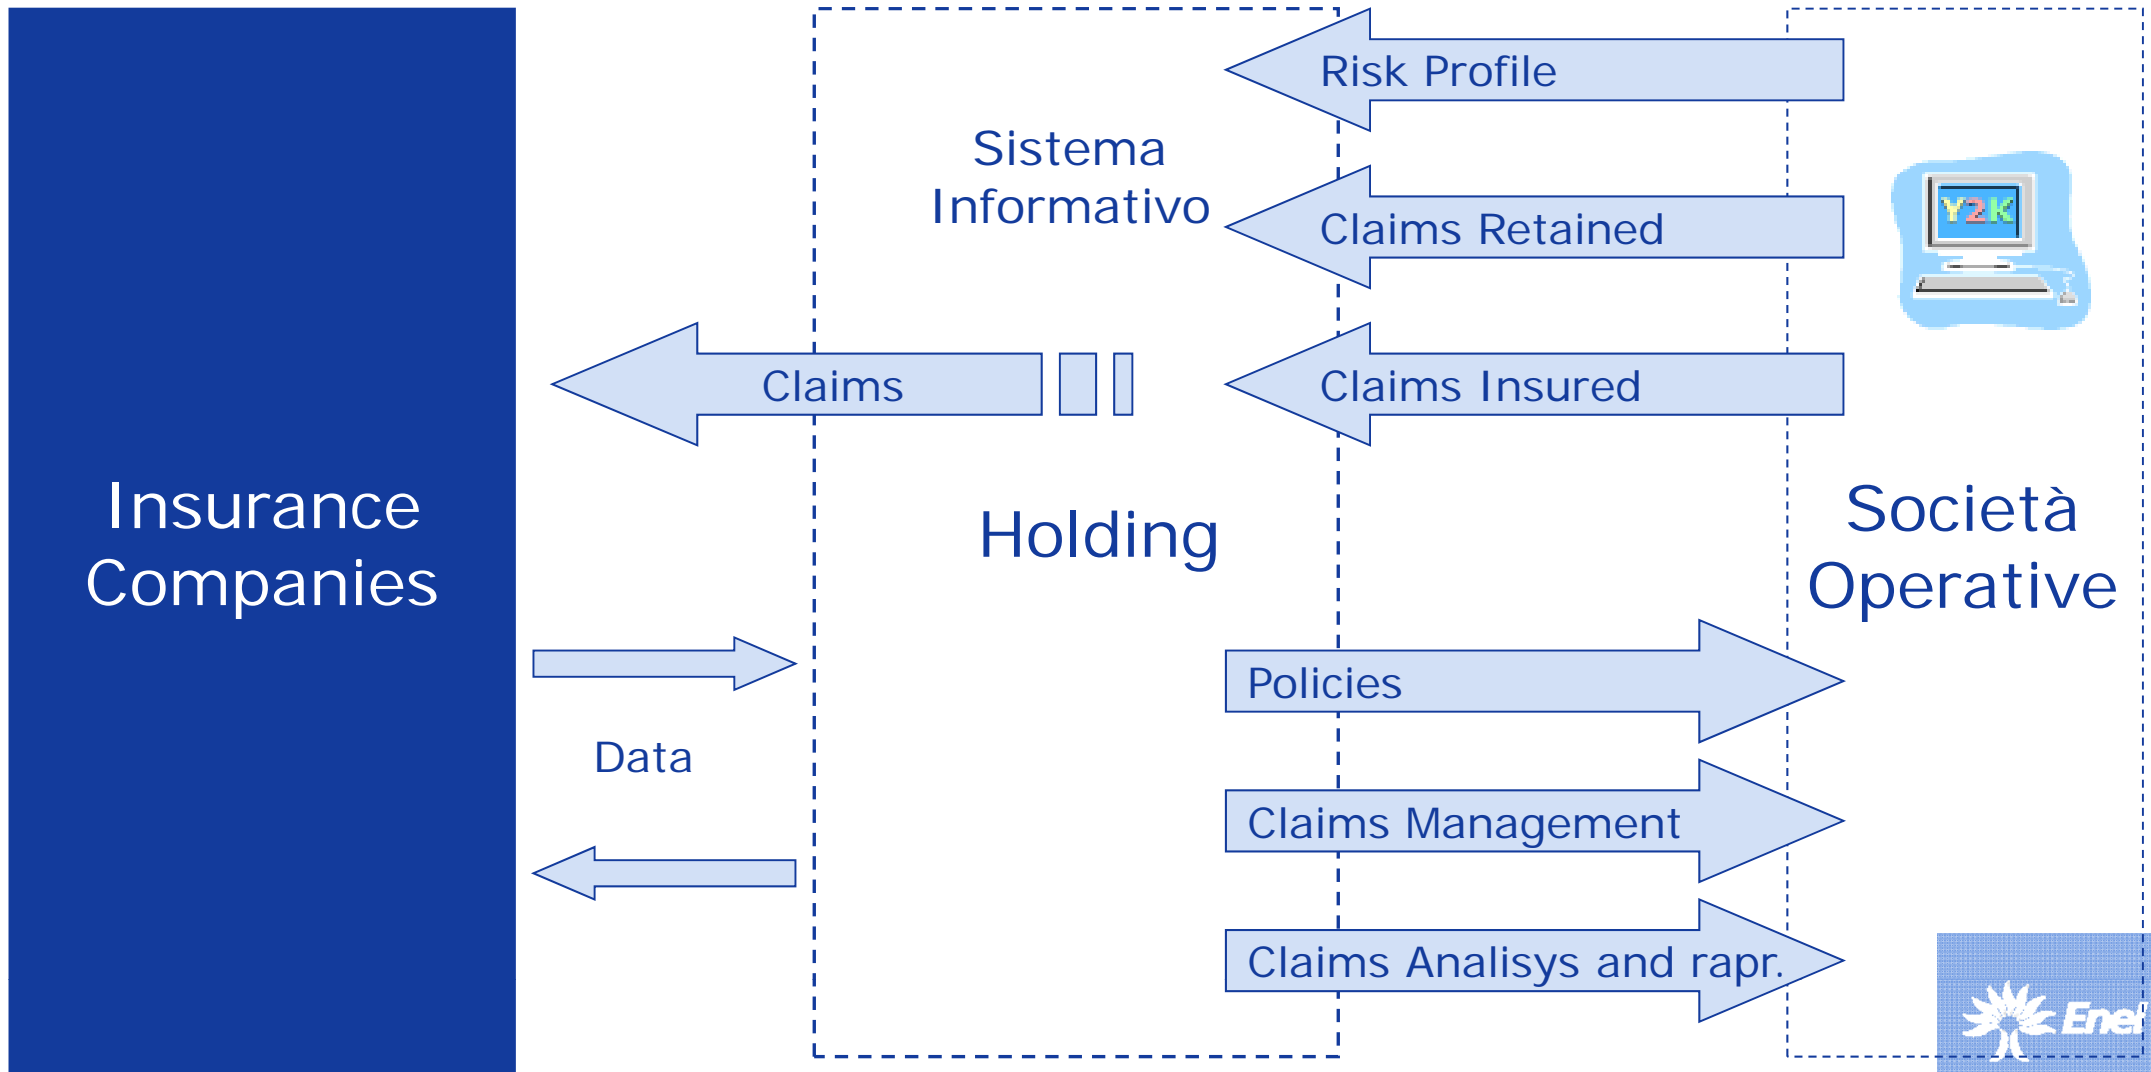 Risk Profile
Sistema
Informativo
Y2K
Claims Retained
Claims
Claims Insured
Insurance
Companies
Holding
Società
Operative
Policies
Data
Claims Management
Claims Analisys and rapr.
Enel